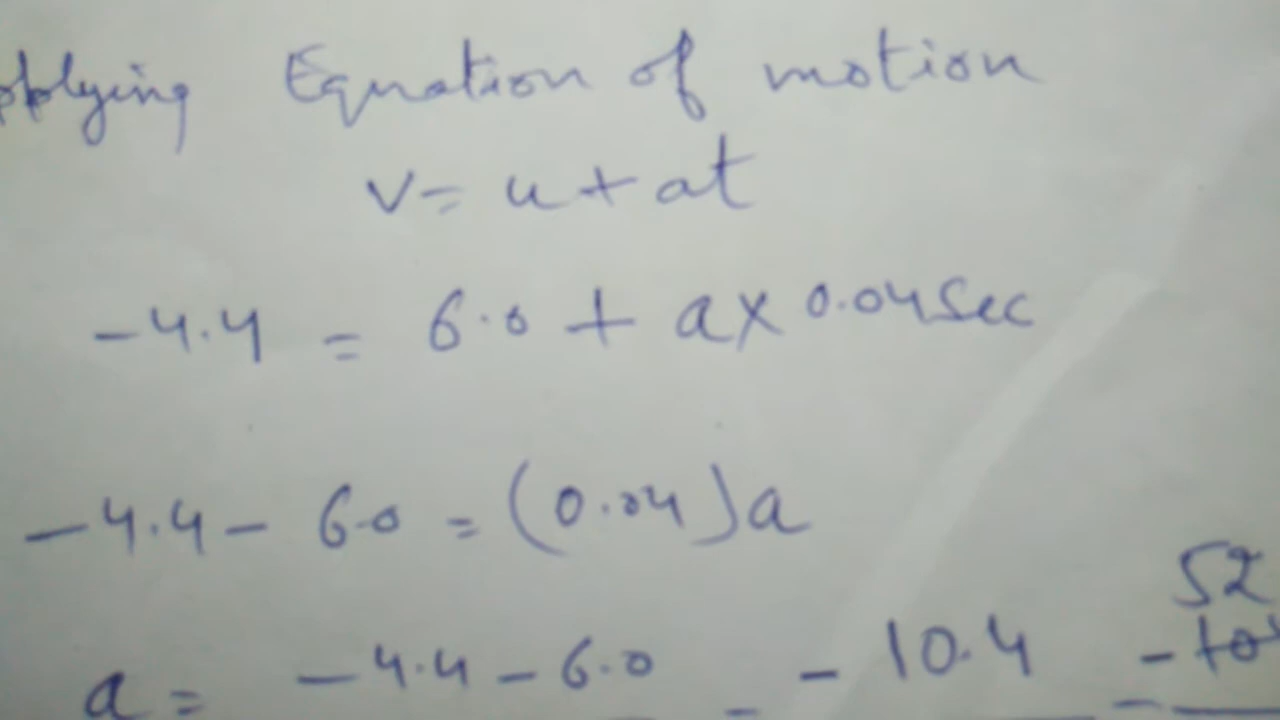 pplying Equation of motion
v = u + at
-4.4 = 6.0 + a x 0.04 Sec
-4.4 - 6.0 = (0.04) a
52
a = -4.4 - 6.0 = -10.4 =